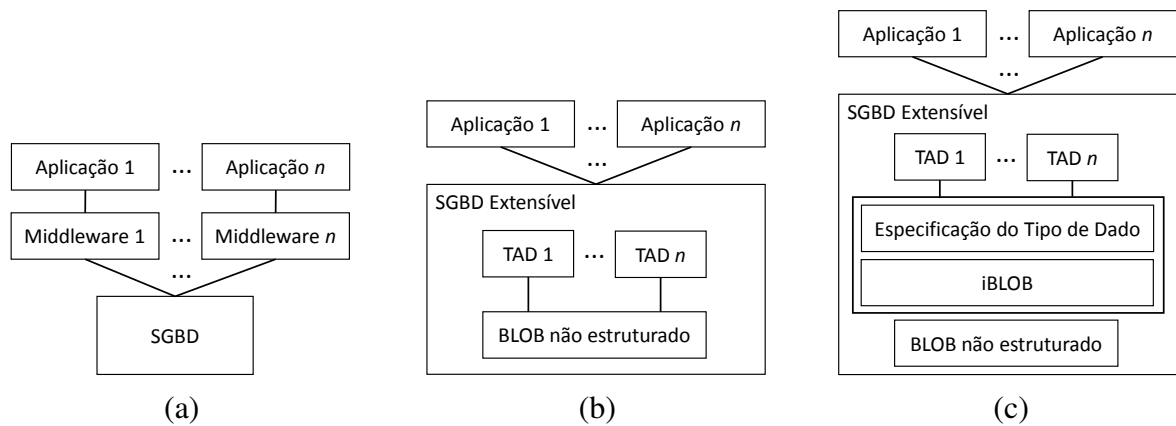 Aplicação 1 ... Aplicação n
...
Middleware 1 ... Middleware n
...
SGBD
(a)
Aplicação 1 ... Aplicação n
...
SGBD Extensível
TAD 1 ... TAD n
BLOB não estruturado
(b)
Aplicação 1 ... Aplicação n
...
SGBD Extensível
TAD 1 ... TAD n
Especificação do Tipo de Dado
iBLOB
BLOB não estruturado
(c)